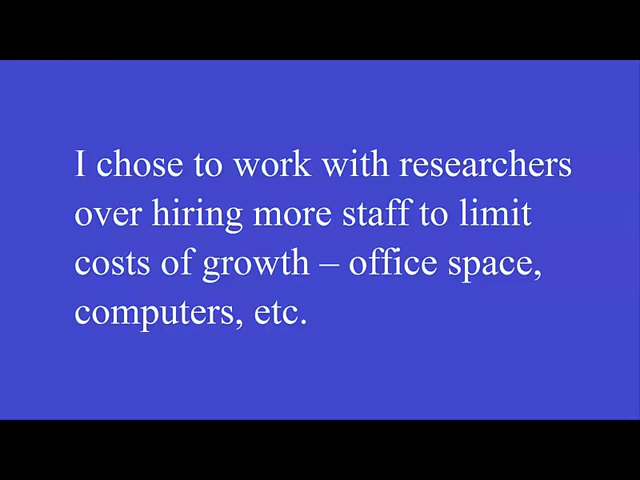 I chose to work with researchers
over hiring more staff to limit
costs of growth – office space,
computers, etc.